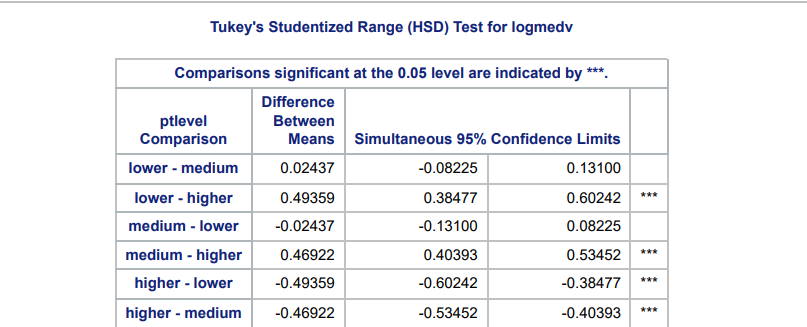 Tukey's Studentized Range (HSD) Test for logmedv
Comparisons significant at the 0.05 level are indicated by ***.
ptlevel Comparison | Difference Between Means | Simultaneous 95% Confidence Limits
lower - medium 0.02437 -0.08225 0.13100
lower - higher 0.49359 0.38477 0.60242 ***
medium - lower -0.02437 -0.13100 0.08225
medium - higher 0.46922 0.40393 0.53452 ***
higher - lower -0.49359 -0.60242 -0.38477 ***
higher - medium -0.46922 -0.53452 -0.40393 ***